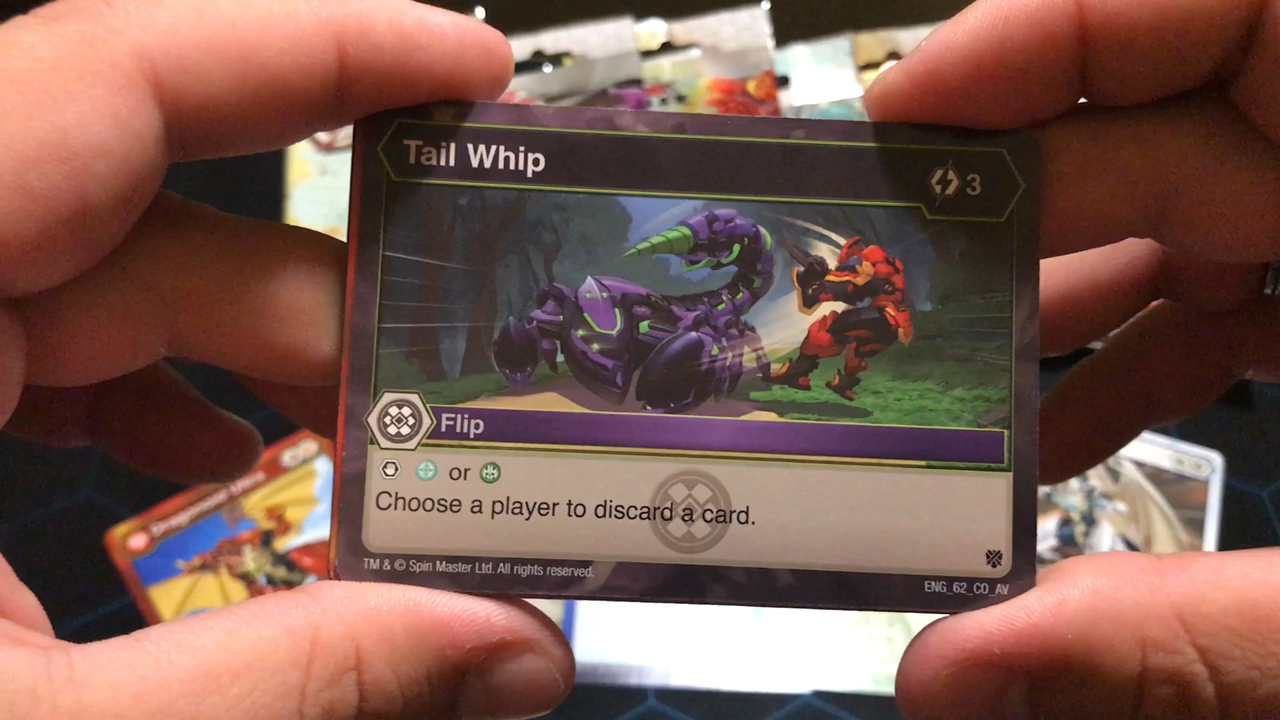 Tail Whip
3
Flip
or
Choose a player to discard a card.
TM & © Spin Master Ltd. All rights reserved.
ENG_62_CO_AV